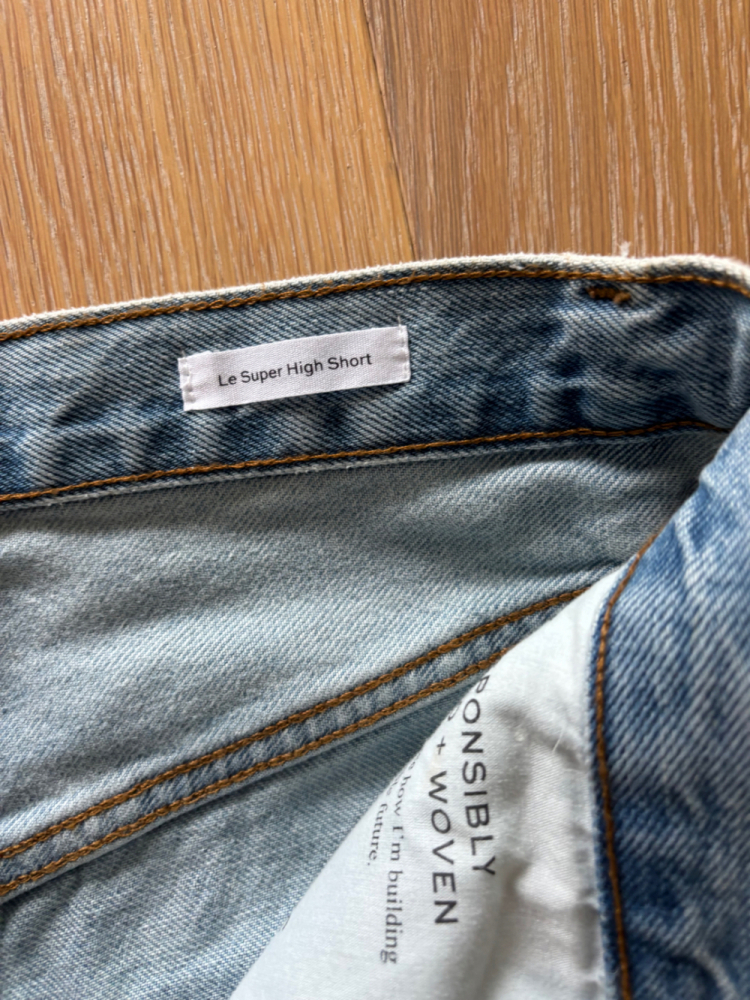 Le Super High Short
PONSIBLY
+ WOVEN
how I'm building
future.